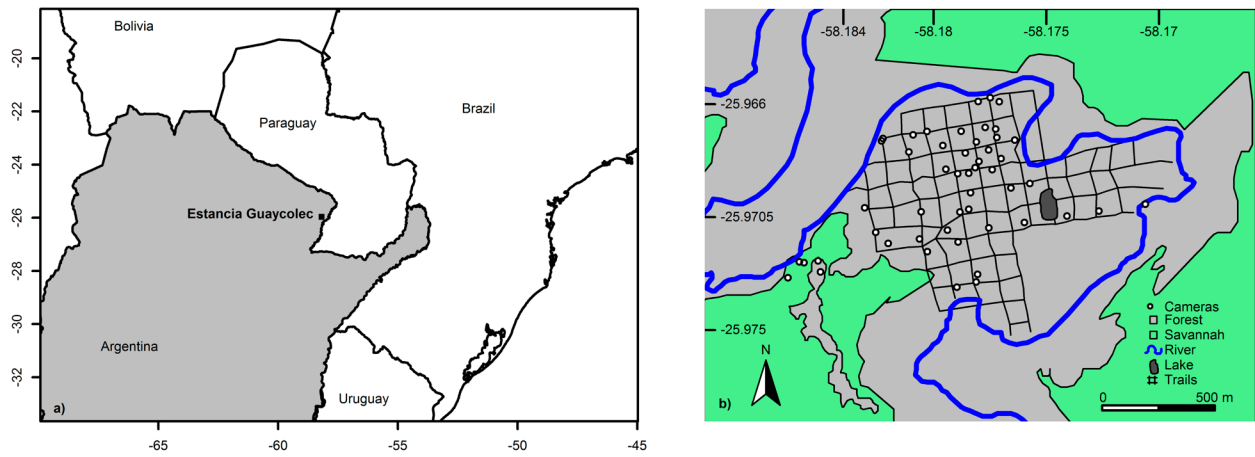 Bolivia
Brazil
Paraguay
Estancia Guaycolec
Argentina
Uruguay
a)
20
22
24
-26
28
30
32
-65
-60
-55
-50
-45
-58.184
-58.18
-58.175
-58.17
-25.966
-25.9705
-25.975
Cameras
Forest
Savannah
River
Lake
Trails
N
b)
0
500 m